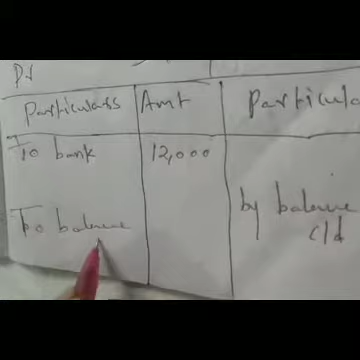 Dr
Particulars Amt Particula
To bank 12,000
To balance
by balance
c/d